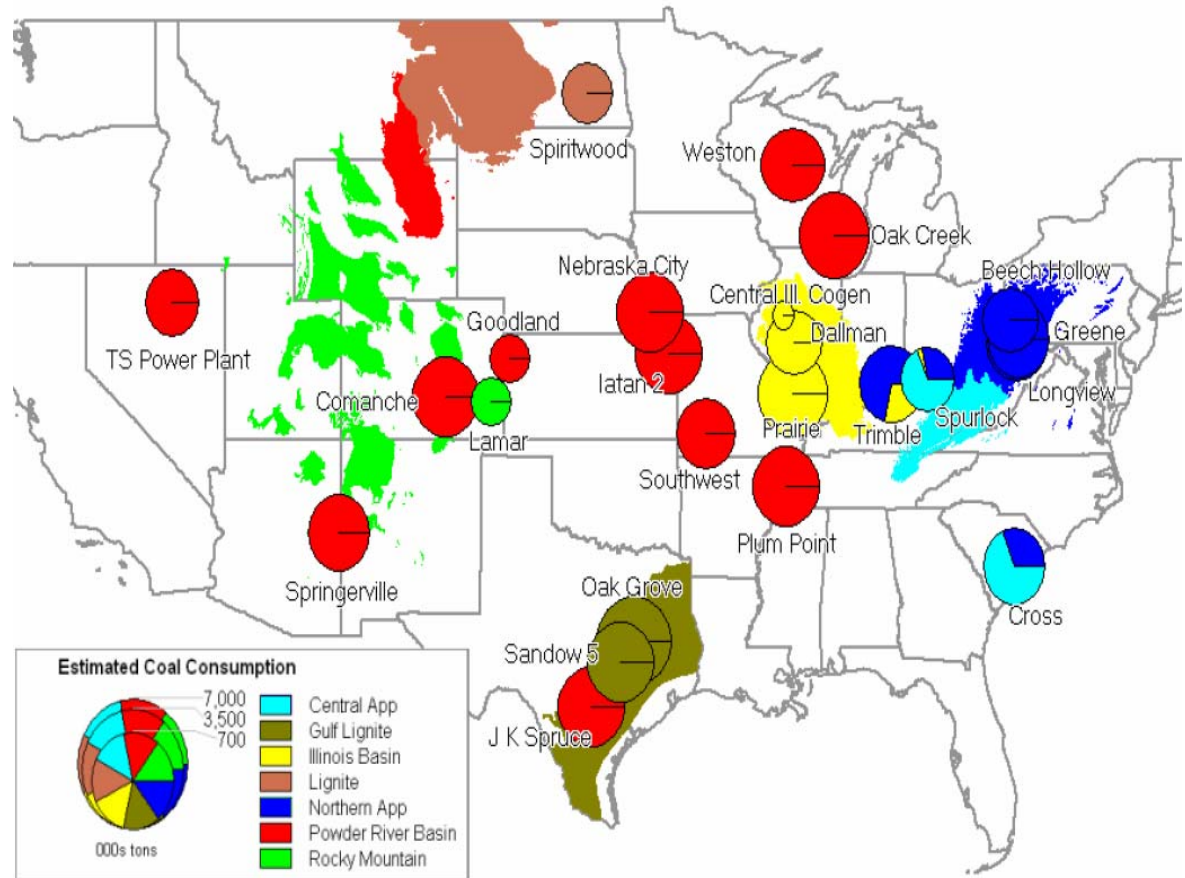 Spiritwood
Weston
Oak Creek
Nebraska City
Beech Hollow
Central Ill. Cogen
Goodland
Dallman
Greene
TS Power Plant
Iatan 2
Comanche
Longview
Lamar
Prairie
Trimble
Spurlock
Southwest
Plum Point
Springerville
Oak Grove
Cross
Sandow 5
J K Spruce
Estimated Coal Consumption
7,000
3,500
700
000s tons
Central App
Gulf Lignite
Illinois Basin
Lignite
Northern App
Powder River Basin
Rocky Mountain